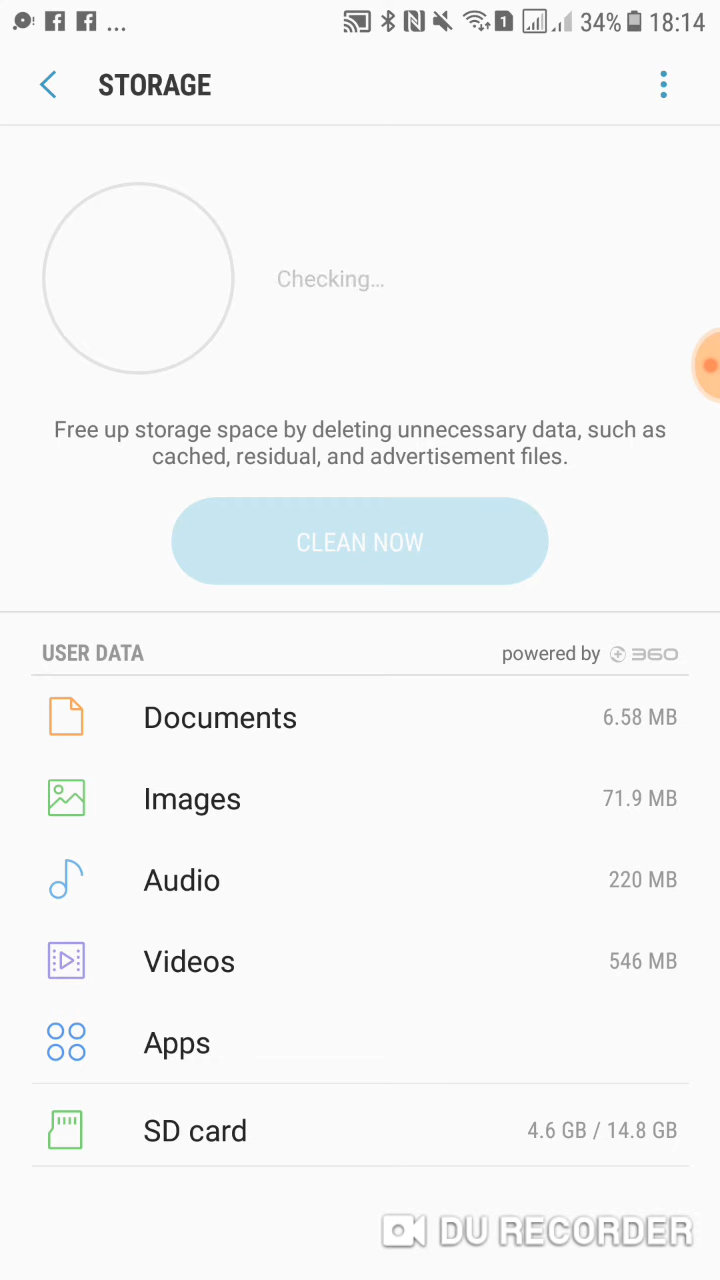 ... 1 34% 18:14
STORAGE
Checking...
Free up storage space by deleting unnecessary data, such as
cached, residual, and advertisement files.
CLEAN NOW
USER DATA powered by 360
Documents 6.58 MB
Images 71.9 MB
Audio 220 MB
Videos 546 MB
Apps
SD card 4.6 GB / 14.8 GB
DU RECORDER